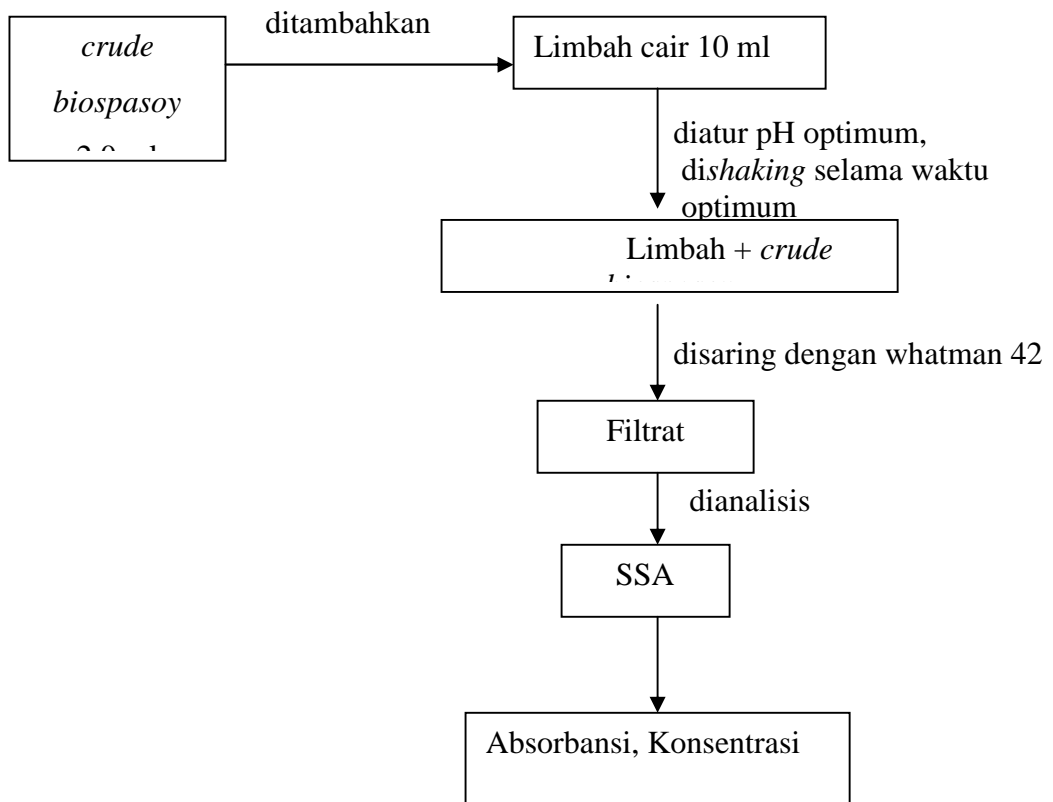 crude
biospasoy
ditambahkan
Limbah cair 10 ml
diatur pH optimum,
dishaking selama waktu
optimum
Limbah + crude
disaring dengan whatman 42
Filtrat
dianalisis
SSA
Absorbansi, Konsentrasi